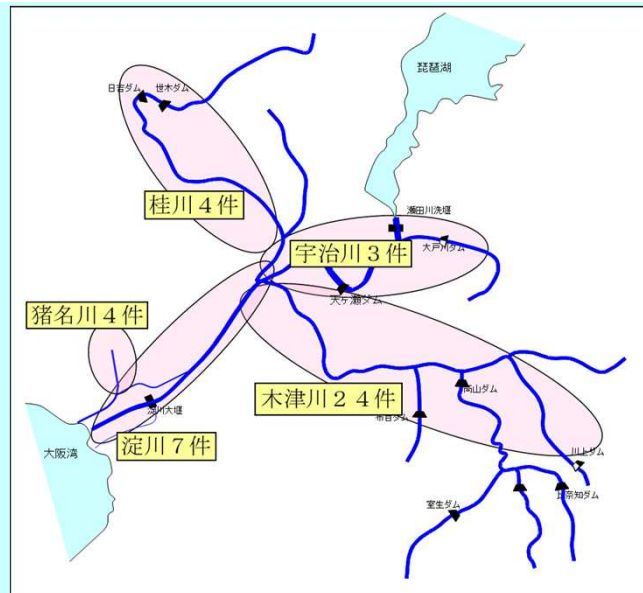 琵琶湖
日吉ダム
世木ダム
桂川４件
瀬田川洗堰
大戸川ダム
宇治川３件
天ヶ瀬ダム
猪名川４件
淀川大堰
淀川７件
大阪湾
木津川２４件
高山ダム
布目ダム
川上ダム
室生ダム
比奈知ダム